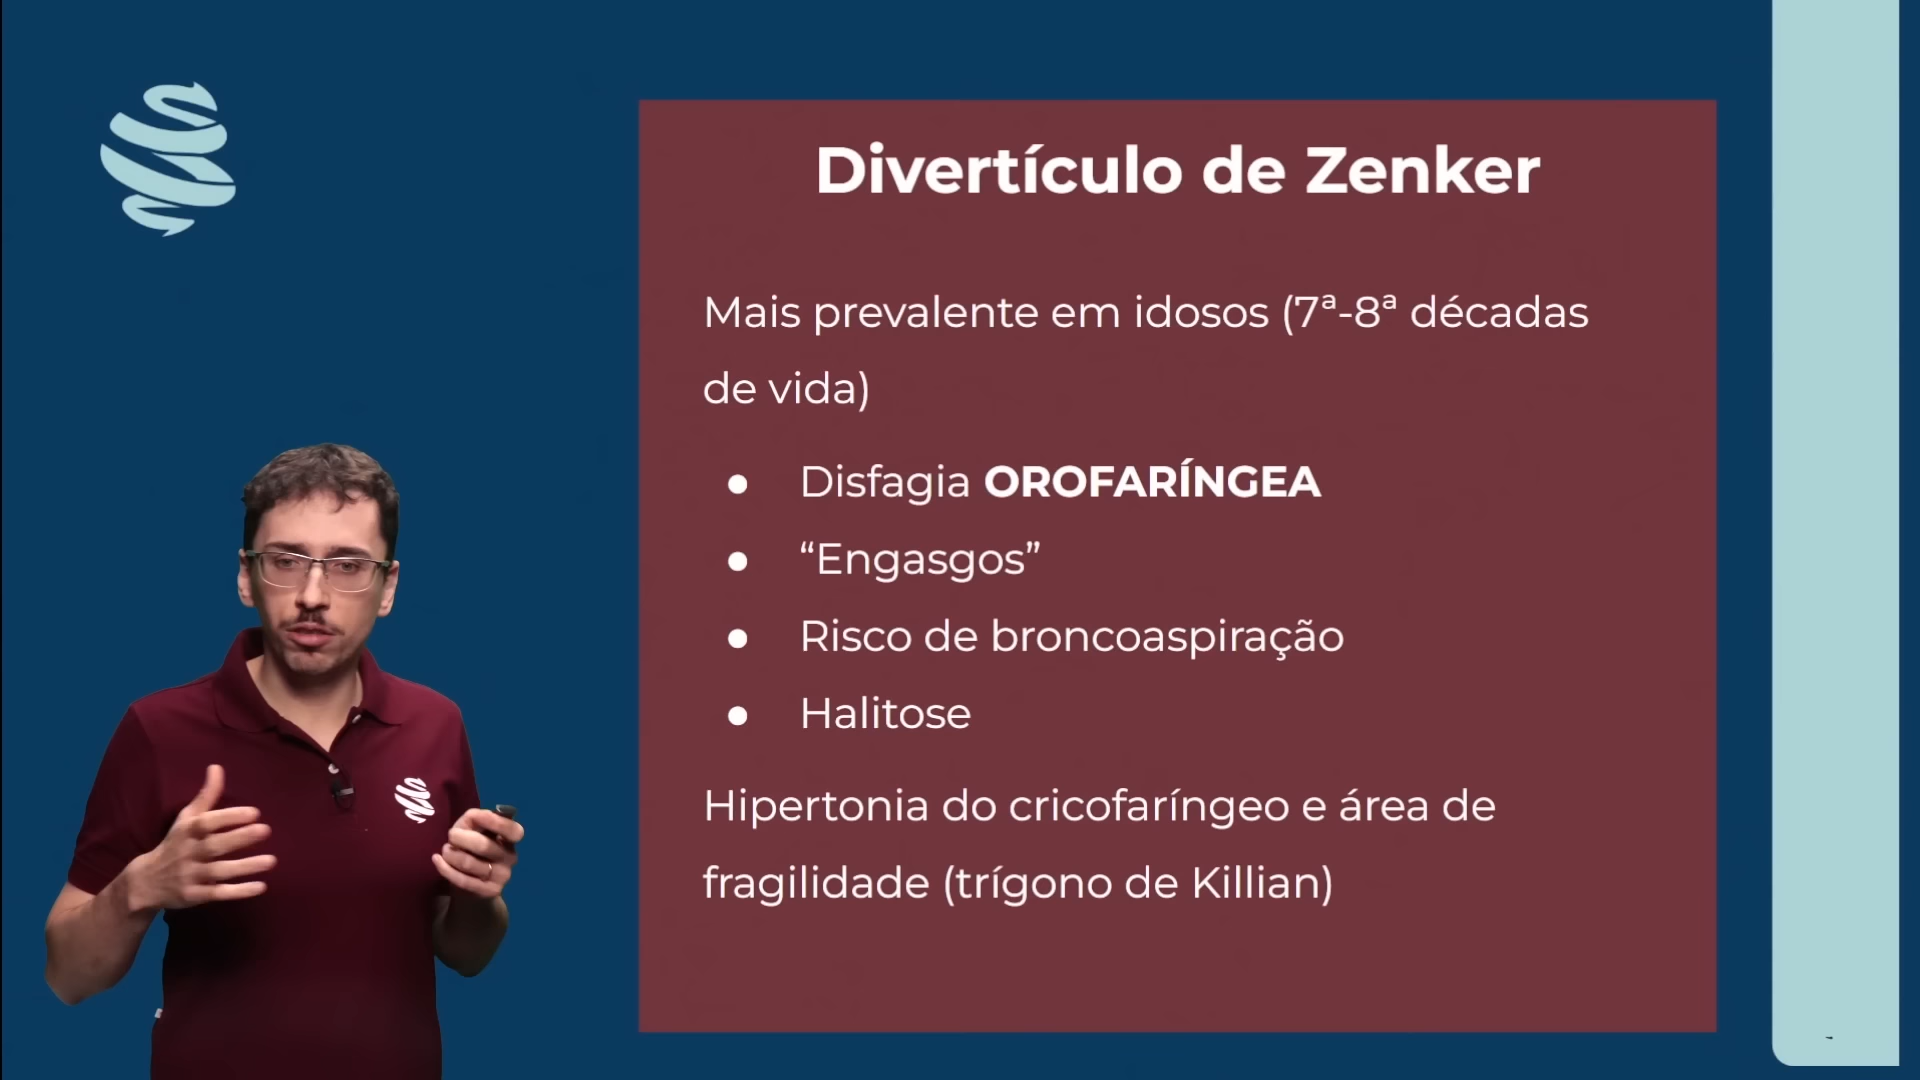 Divertículo de Zenker
Mais prevalente em idosos (7ª-8ª décadas
de vida)
● Disfagia OROFARÍNGEA
● “Engasgos”
● Risco de broncoaspiração
● Halitose
Hipertonia do cricofaríngeo e área de
fragilidade (trígono de Killian)